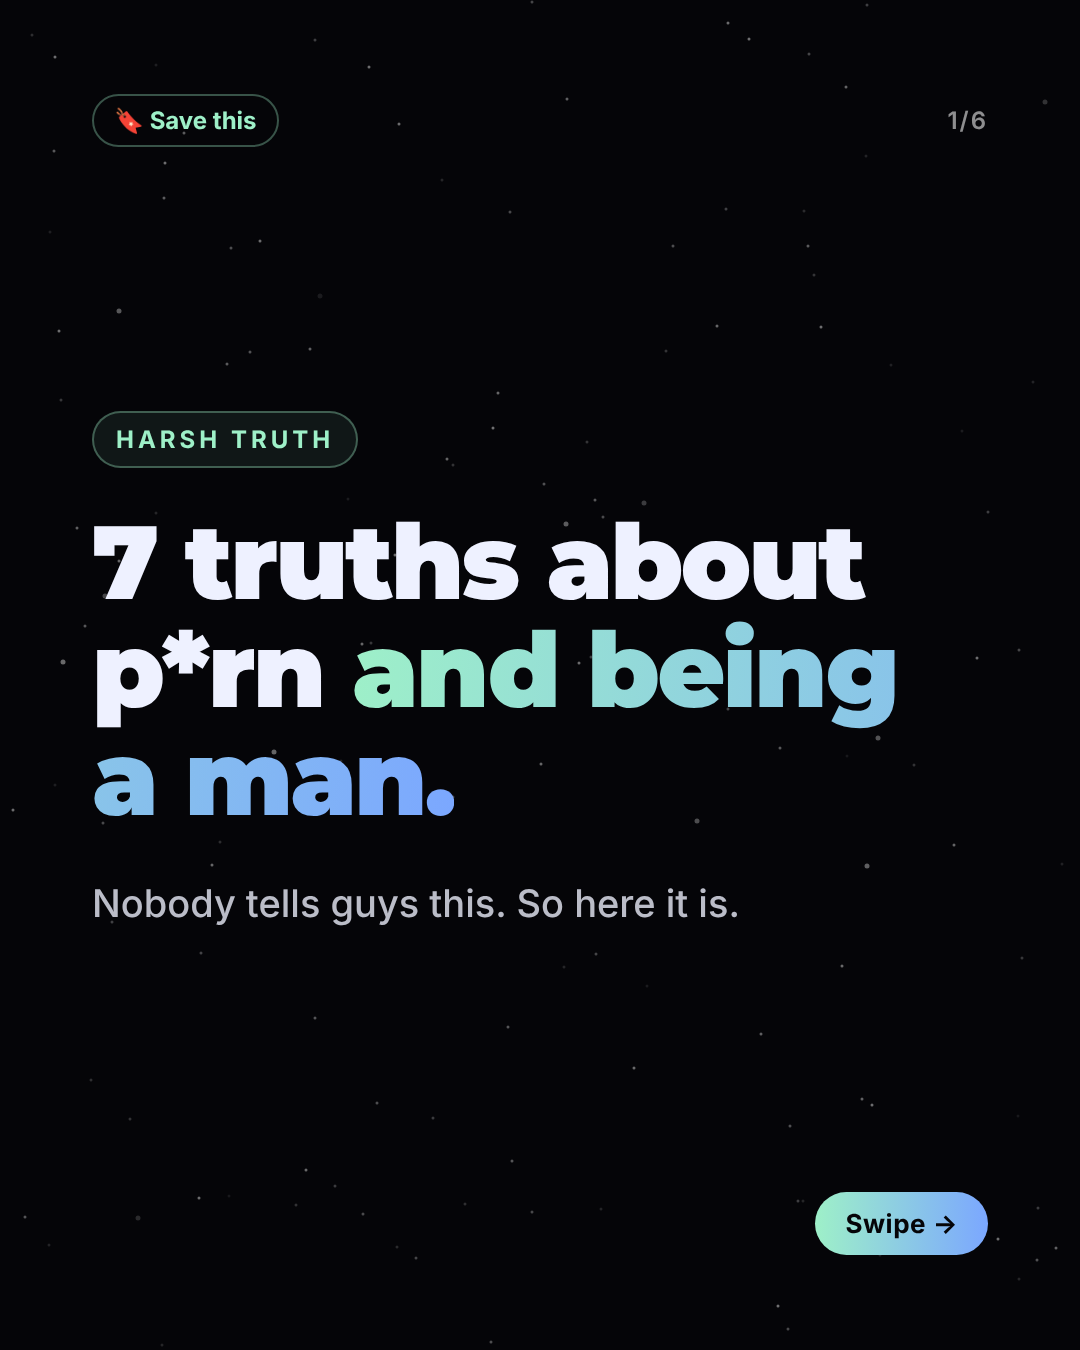 🔖 Save this
1/6
HARSH TRUTH
7 truths about
p*rn and being
a man.
Nobody tells guys this. So here it is.
Swipe →